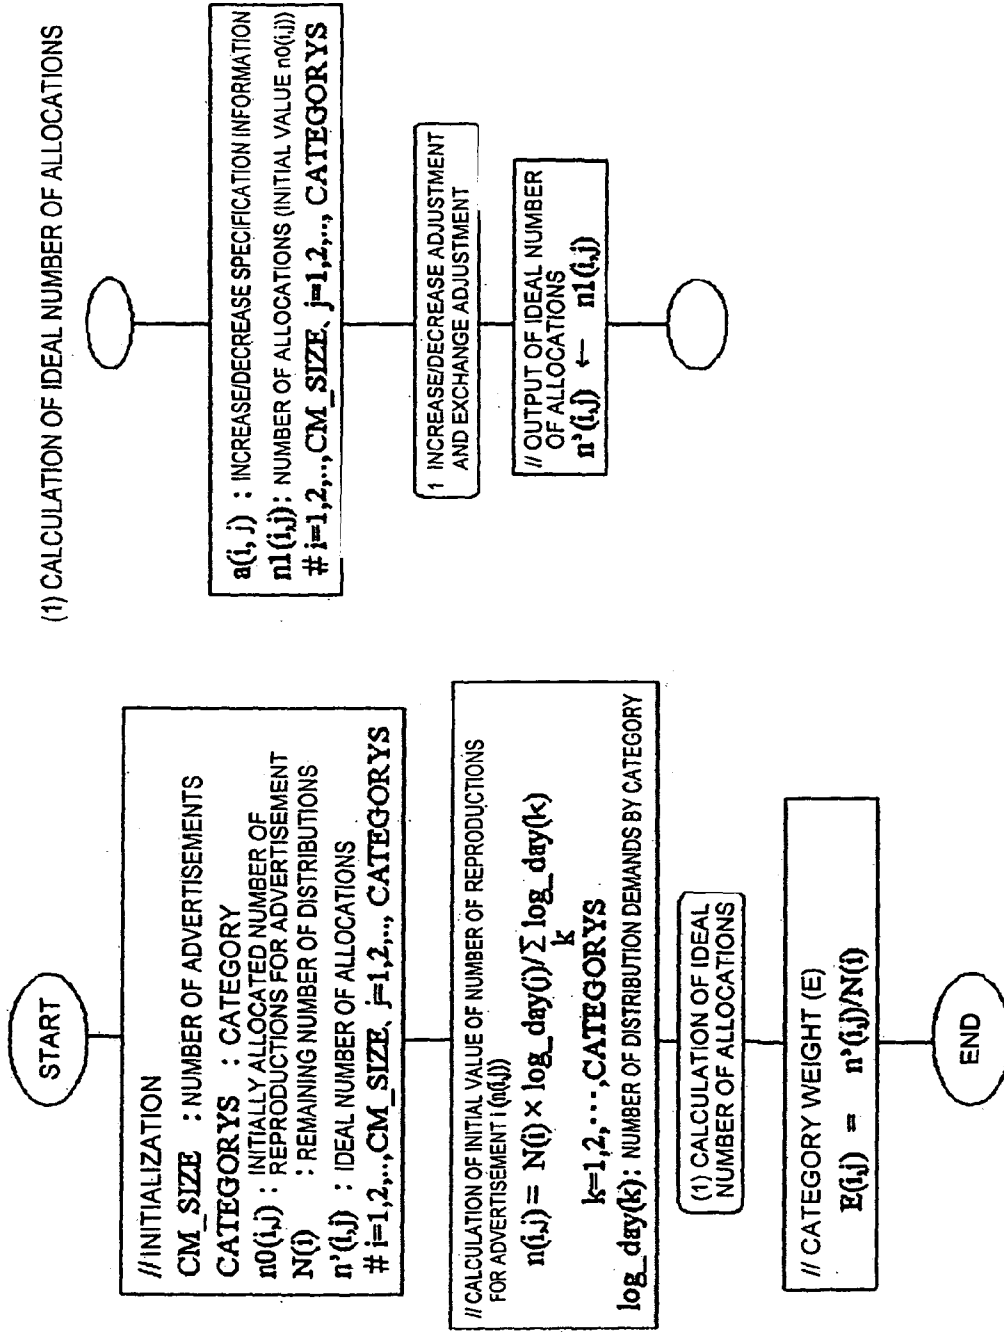 START
//INITIALIZATION
CM_SIZE : NUMBER OF ADVERTISEMENTS
CATEGORYS : CATEGORY
n0(i,j) : INITIALLY ALLOCATED NUMBER OF
REPRODUCTIONS FOR ADVERTISEMENT
N(i) : REMAINING NUMBER OF DISTRIBUTIONS
n'(i,j) : IDEAL NUMBER OF ALLOCATIONS
# i=1,2,..,CM_SIZE、j=1,2,.., CATEGORYS
// CALCULATION OF INITIAL VALUE OF NUMBER OF REPRODUCTIONS
FOR ADVERTISEMENT i (n(i,j))
n(i,j) = N(i) × log_day(i)/Σ log_day(k)
k
k=1,2,···,CATEGORYS
log_day(k): NUMBER OF DISTRIBUTION DEMANDS BY CATEGORY
(1) CALCULATION OF IDEAL
NUMBER OF ALLOCATIONS
// CATEGORY WEIGHT (E)
E(i,j) = n'(i,j)/N(i)
END
(1) CALCULATION OF IDEAL NUMBER OF ALLOCATIONS
a(i, j) : INCREASE/DECREASE SPECIFICATION INFORMATION
n1(i,j): NUMBER OF ALLOCATIONS (INITIAL VALUE n0(i,j))
# i=1,2,..,CM_SIZE、j=1,2,.., CATEGORYS
1 INCREASE/DECREASE ADJUSTMENT
AND EXCHANGE ADJUSTMENT
// OUTPUT OF IDEAL NUMBER
OF ALLOCATIONS
n'(i,j) ← n1(i,j)